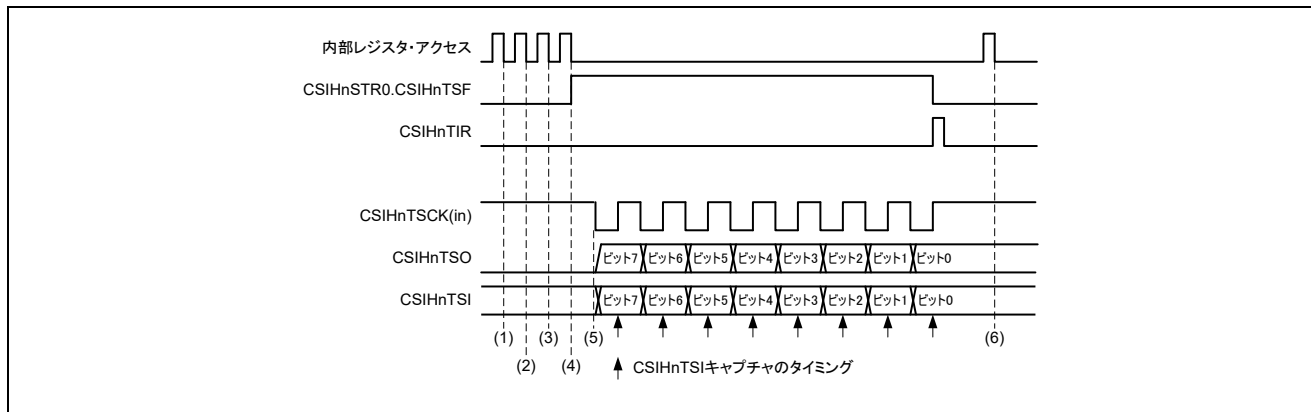 内部レジスタ・アクセス
CSIHnSTR0.CSIHnTSF
CSIHnTIR
CSIHnTSCK(in)
CSIHnTSO
ビット7 ビット6 ビット5 ビット4 ビット3 ビット2 ビット1 ビット0
CSIHnTSI
ビット7 ビット6 ビット5 ビット4 ビット3 ビット2 ビット1 ビット0
(1) (3) (5) (6)
(2) (4) CSIHnTSIキャプチャのタイミング